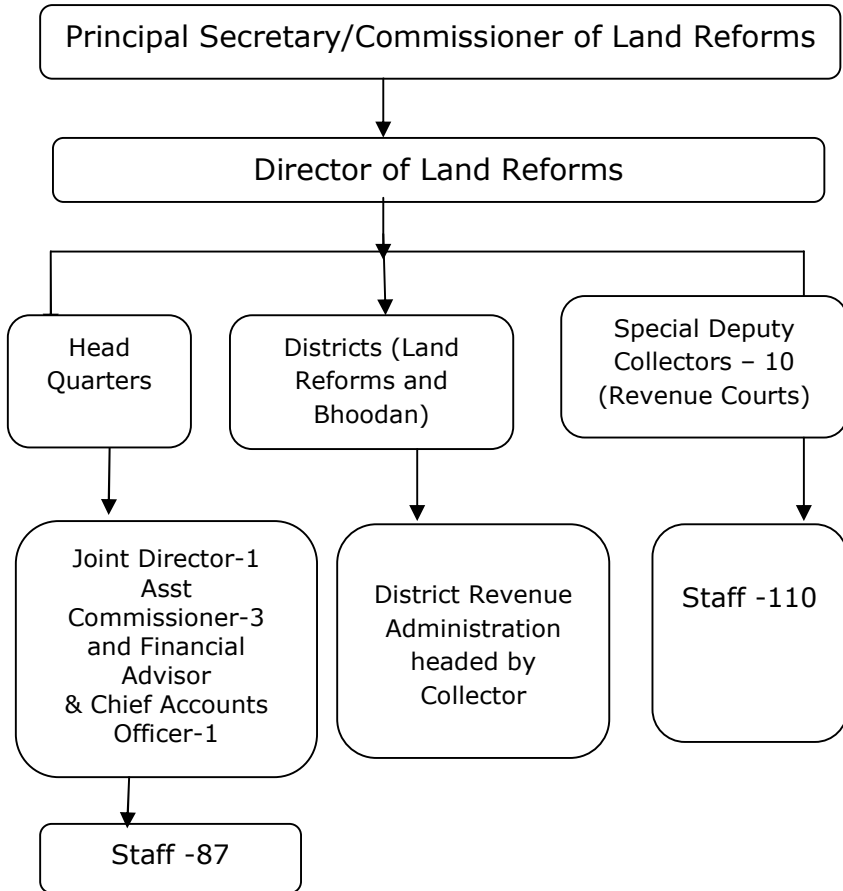 Principal Secretary/Commissioner of Land Reforms
Director of Land Reforms
Head
Quarters
Districts (Land
Reforms and
Bhoodan)
Special Deputy
Collectors – 10
(Revenue Courts)
Joint Director-1
Asst
Commissioner-3
and Financial
Advisor
& Chief Accounts
Officer-1
District Revenue
Administration
headed by
Collector
Staff -110
Staff -87